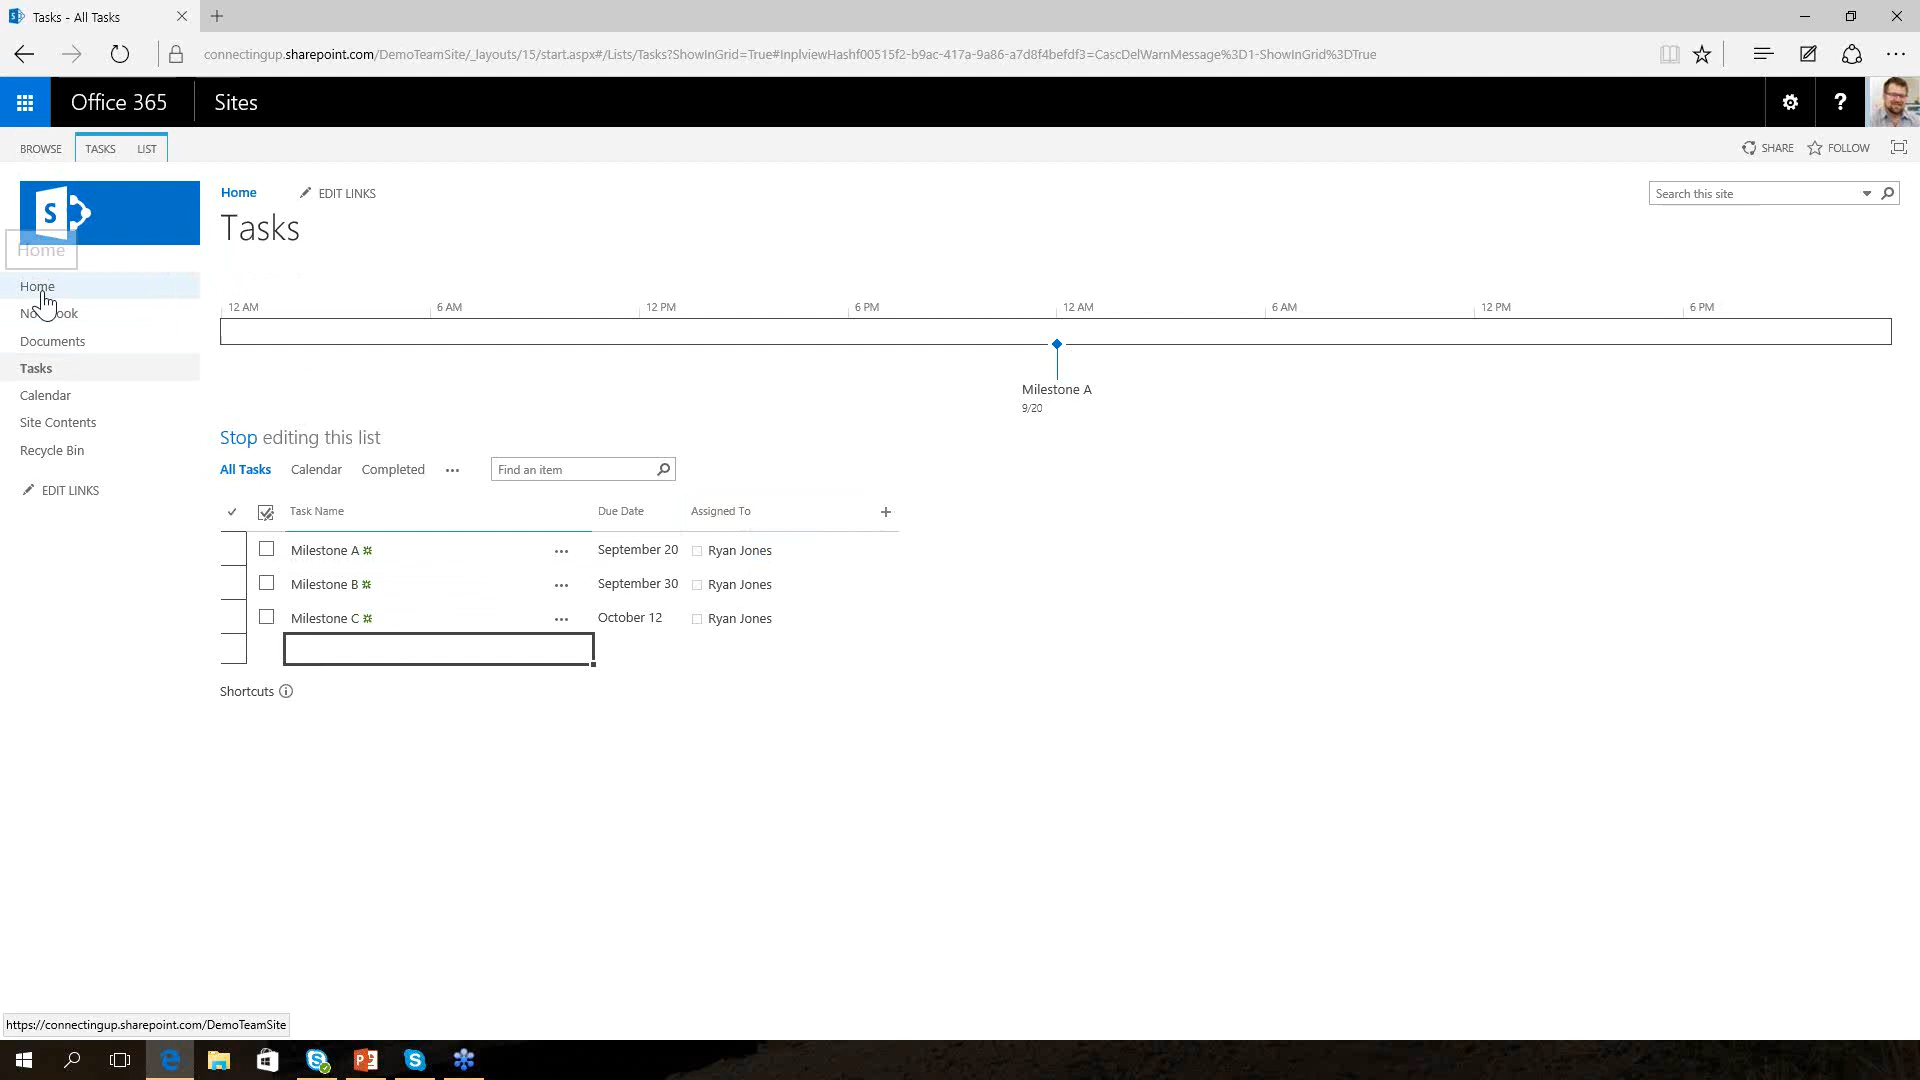 Tasks - All Tasks
connectingup.sharepoint.com/DemoTeamSite/_layouts/15/start.aspx#/Lists/Tasks?ShowInGrid=True#InplviewHashf00515f2-b9ac-417a-9a86-a7d8f4befdf3=CascDelWarnMessage%3D1-ShowInGrid%3DTrue
Office 365 Sites ?
BROWSE TASKS LIST SHARE FOLLOW
Home EDIT LINKS Search this site
Tasks
Home
Home
Documents
Tasks
Calendar
Site Contents
Recycle Bin
EDIT LINKS
12 AM 6 AM 12 PM 6 PM 12 AM 6 AM 12 PM 6 PM
Milestone A
9/20
Stop editing this list
All Tasks Calendar Completed ... Find an item
Task Name Due Date Assigned To +
Milestone A ... September 20 Ryan Jones
Milestone B ... September 30 Ryan Jones
Milestone C ... October 12 Ryan Jones
Shortcuts
https://connectingup.sharepoint.com/DemoTeamSite